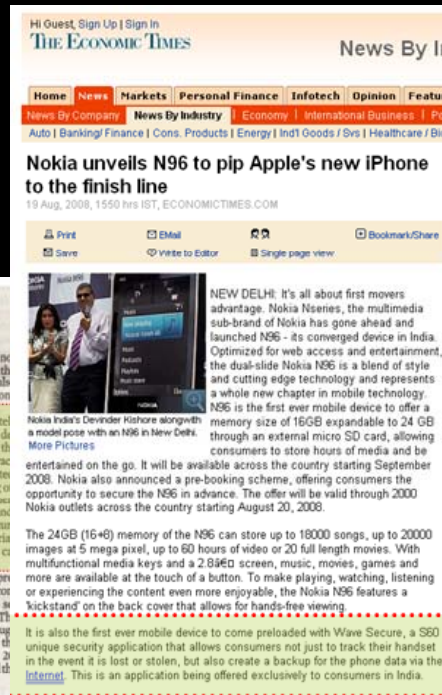 Hi Guest, Sign Up | Sign In
THE ECONOMIC TIMES
News By In
Home News Markets Personal Finance Infotech Opinion Featu
News By Company News By Industry Economy International Business Po
Auto | Banking/ Finance | Cons. Products | Energy | Ind'l Goods / Svs | Healthcare / Bi
Nokia unveils N96 to pip Apple's new iPhone
to the finish line
19 Aug, 2008, 1550 hrs IST, ECONOMICTIMES.COM
Print EMail Bookmark/Share
Save Write to Editor Single page view
NEW DELHI: It's all about first movers
advantage. Nokia Nseries, the multimedia
sub-brand of Nokia has gone ahead and
launched N96 - its converged device in India.
Optimized for web access and entertainment,
the dual-slide Nokia N96 is a blend of style
and cutting edge technology and represents
a whole new chapter in mobile technology.
N96 is the first ever mobile device to offer a
memory size of 16GB expandable to 24 GB
through an external micro SD card, allowing
consumers to store hours of media and be
Nokia India's Devinder Kishore alongwith
a model pose with an N96 in New Delhi.
More Pictures
entertained on the go. It will be available across the country starting September
2008. Nokia also announced a pre-booking scheme, offering consumers the
opportunity to secure the N96 in advance. The offer will be valid through 2000
Nokia outlets across the country starting August 20, 2008.
The 24GB (16+8) memory of the N96 can store up to 18000 songs, up to 20000
images at 5 mega pixel, up to 60 hours of video or 20 full length movies. With
multifunctional media keys and a 2.8â€ screen, music, movies, games and
more are available at the touch of a button. To make playing, watching, listening
or experiencing the content even more enjoyable, the Nokia N96 features a
'kickstand' on the back cover that allows for hands-free viewing.
It is also the first ever mobile device to come preloaded with Wave Secure, a S60
unique security application that allows consumers not just to track their handset
in the event it is lost or stolen, but also create a backup for the phone data via the
Internet. This is an application being offered exclusively to consumers in India.